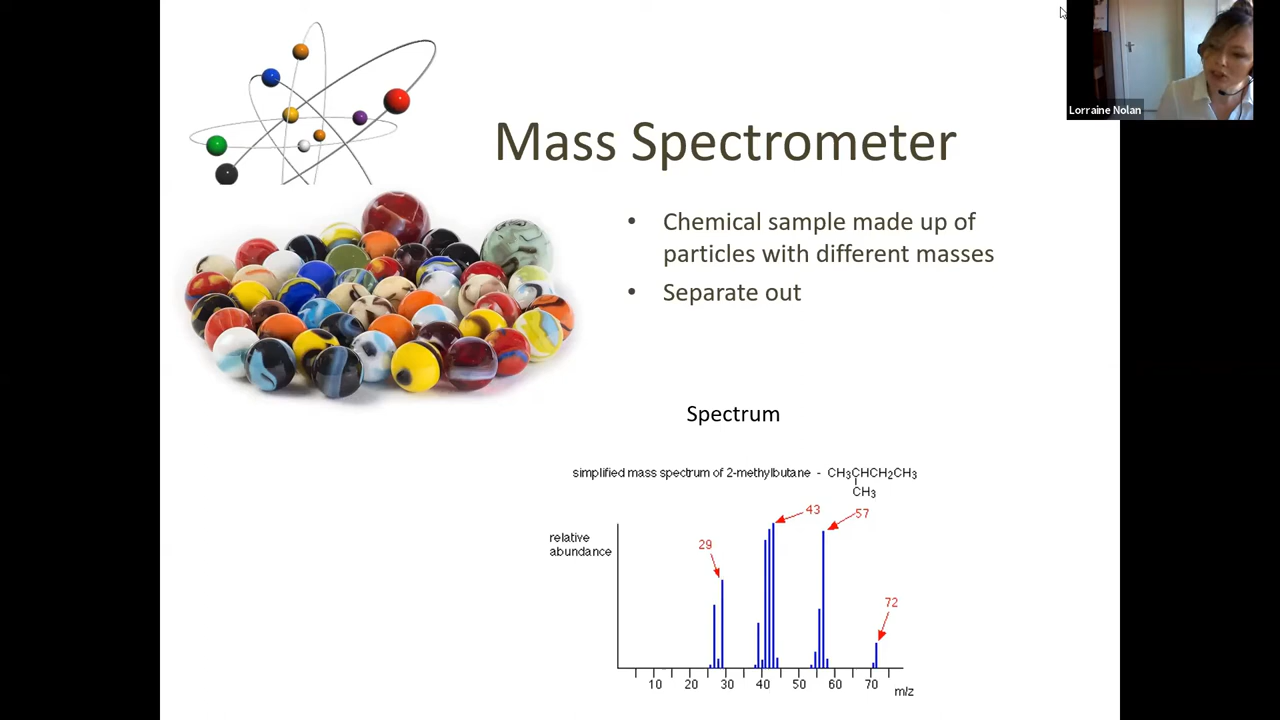 Lorraine Nolan
Mass Spectrometer
• Chemical sample made up of
particles with different masses
• Separate out
Spectrum
simplified mass spectrum of 2-methylbutane - CH3CHCH2CH3
CH3
43
57
relative
abundance
29
72
10 20 30 40 50 60 70
m/z